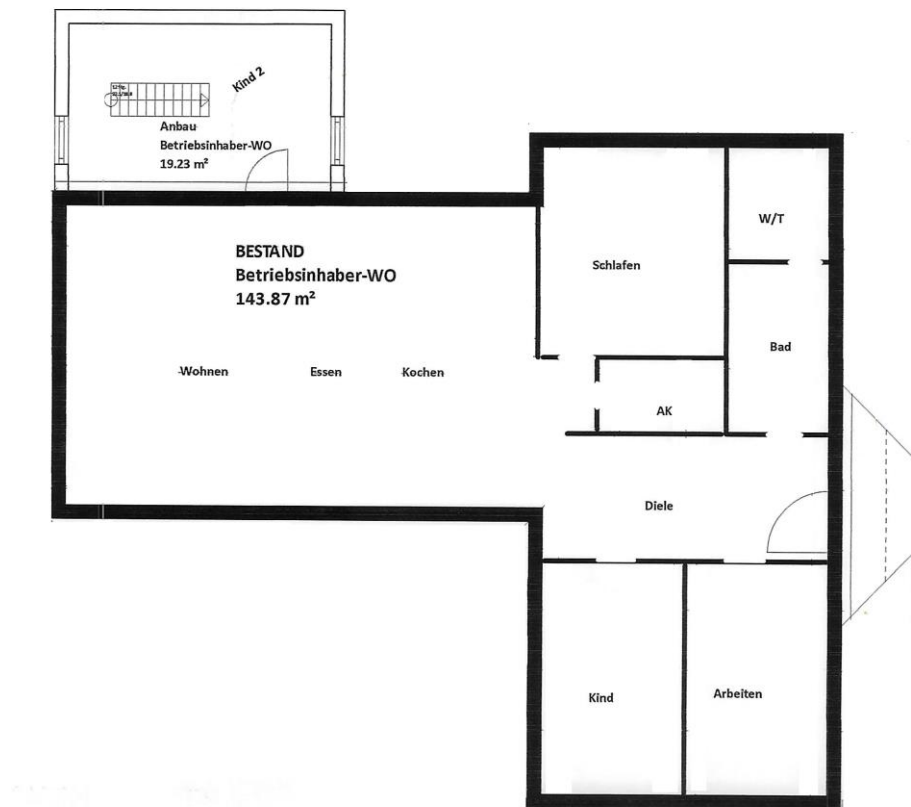 Kind 2
Anbau
Betriebsinhaber-WO
19.23 m²
BESTAND
Betriebsinhaber-WO
143.87 m²
W/T
Schlafen
Bad
-Wohnen
Essen
Kochen
AK
Diele
Kind
Arbeiten